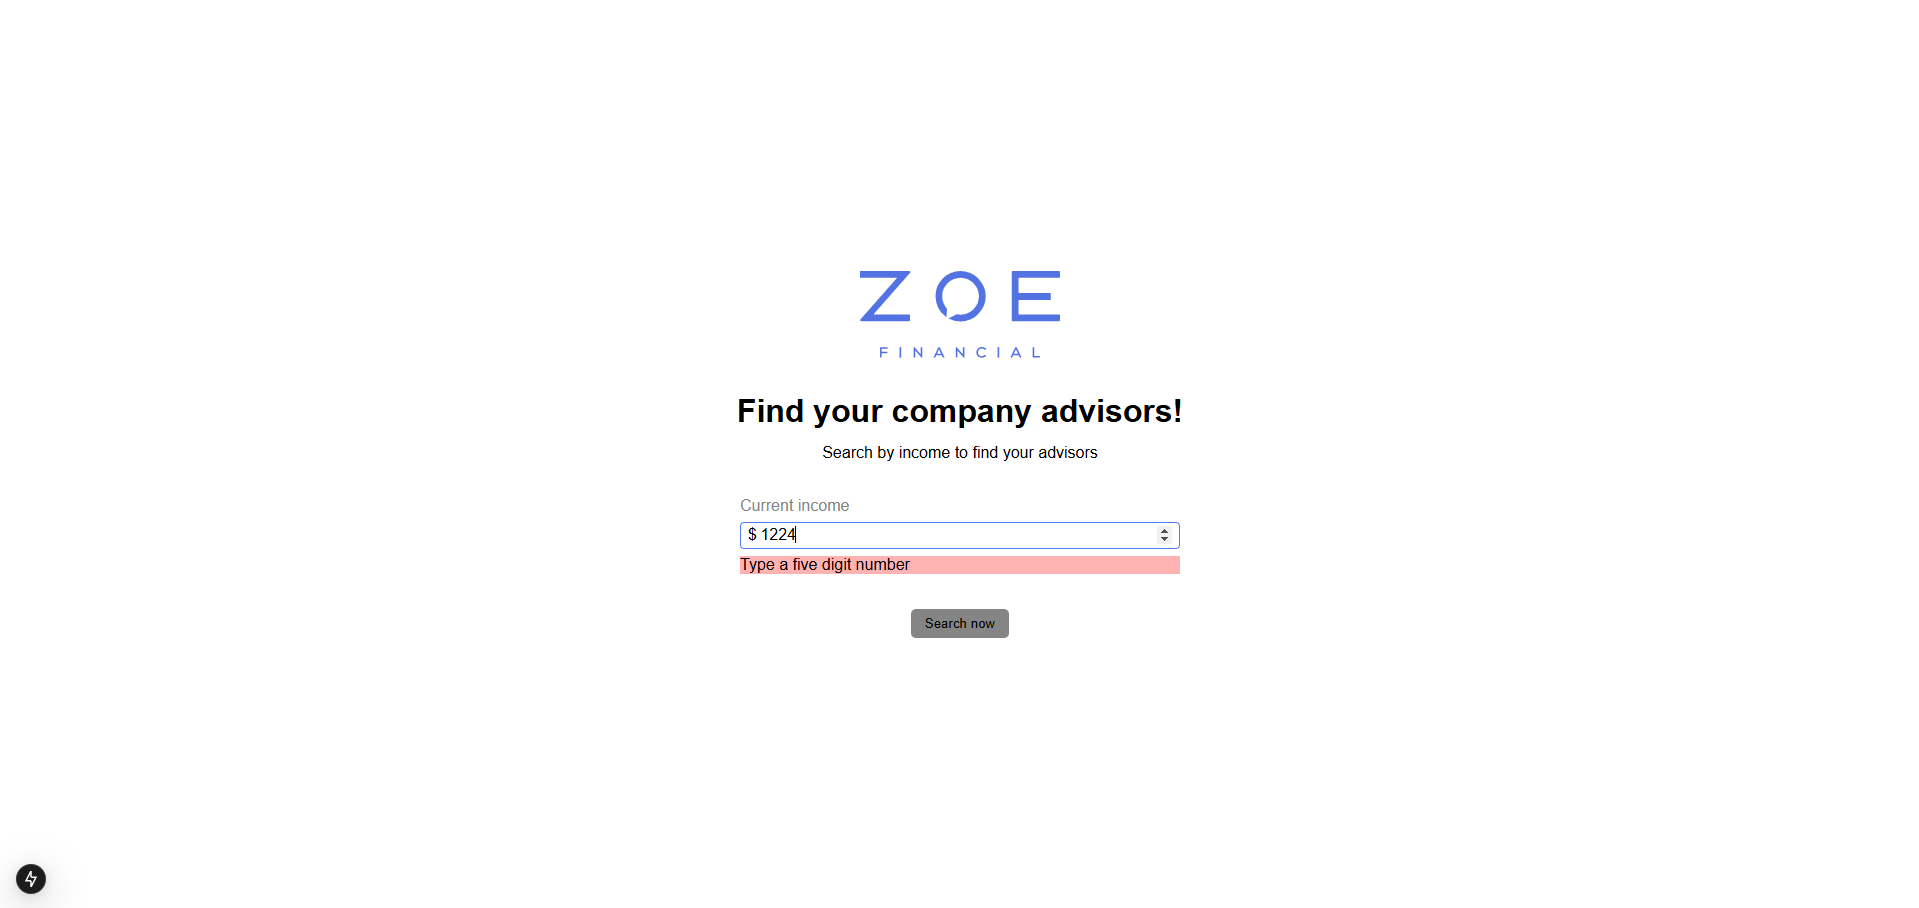 ZOE
FINANCIAL
Find your company advisors!
Search by income to find your advisors
Current income
$ 1224
Type a five digit number
Search now